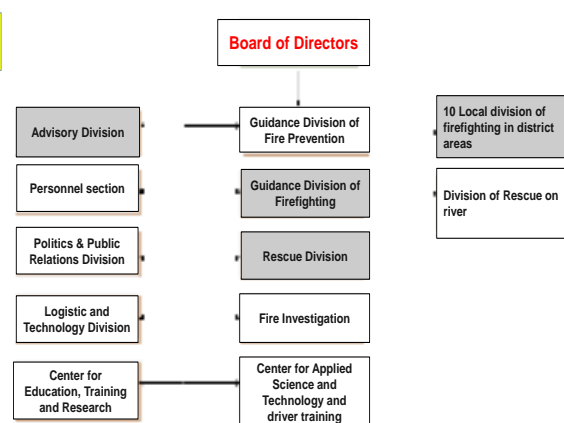 Board of Directors
Advisory Division
Guidance Division of
Fire Prevention
10 Local division of
firefighting in district
areas
Personnel section
Guidance Division of
Firefighting
Division of Rescue on
river
Politics & Public
Relations Division
Rescue Division
Logistic and
Technology Division
Fire Investigation
Center for
Education, Training
and Research
Center for Applied
Science and
Technology and
driver training